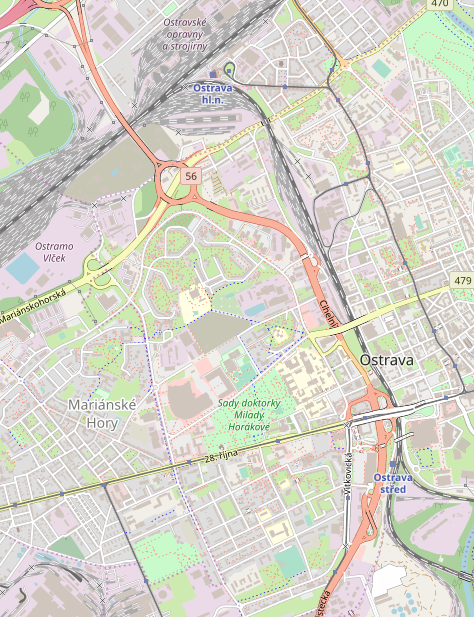 470
Ostravské
opravny
a strojírny
Ostrava
hl.n.
56
Ostramo
Vlček
479
Mariánskohorská
Cihelní
Ostrava
Mariánské
Hory
Sady doktorky
Milady
Horákové
28. října
Vítkovická
Ostrava
střed